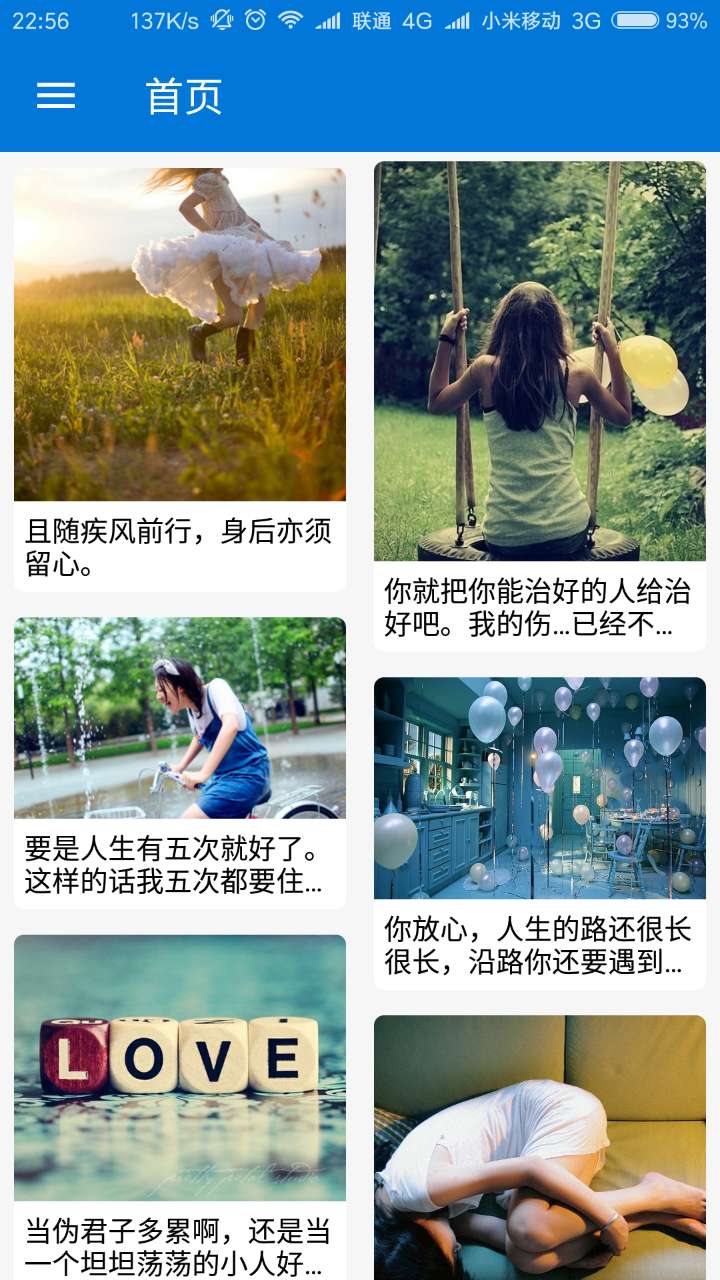 22:56 137K/s 联通 4G 小米移动 3G 93%
首页
且随疾风前行，身后亦须
留心。
你就把你能治好的人给治
好吧。我的伤...已经不...
要是人生有五次就好了。
这样的话我五次都要住...
你放心，人生的路还很长
很长，沿路你还要遇到...
LOVE
当伪君子多累啊，还是当
一个坦坦荡荡的小人好...